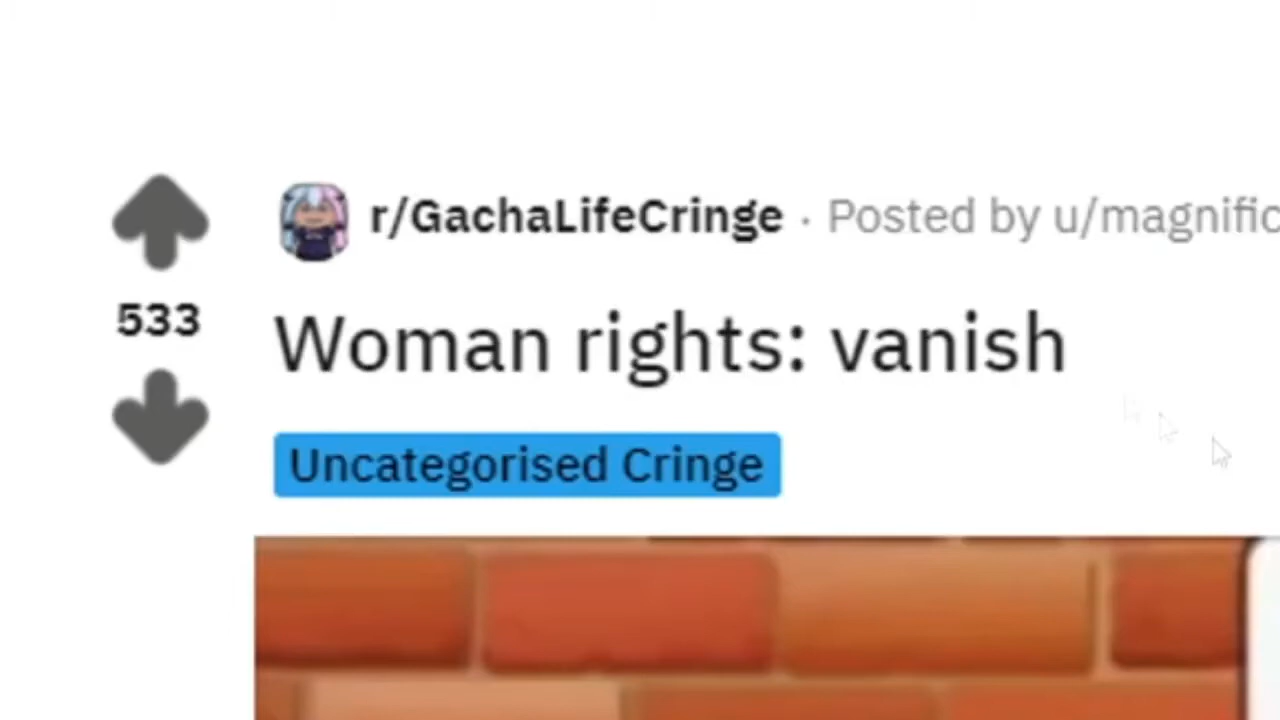 r/GachaLifeCringe · Posted by u/magnific
533
Woman rights: vanish
Uncategorised Cringe